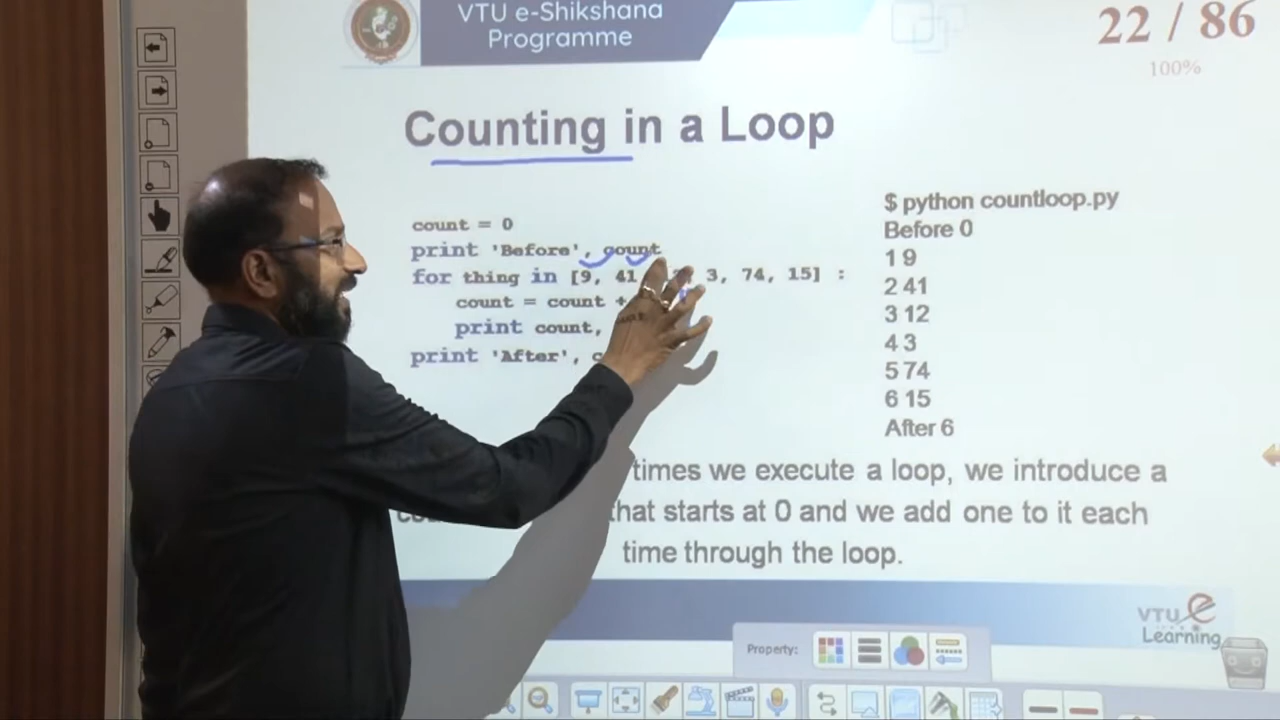 VTU e-Shikshana
Programme
22 / 86
100%
Counting in a Loop
count = 0
print 'Before', count
for thing in [9, 41 3, 74, 15] :
count = count +
print count,
print 'After',
$ python countloop.py
Before 0
1 9
2 41
3 12
4 3
5 74
6 15
After 6
times we execute a loop, we introduce a
that starts at 0 and we add one to it each
time through the loop.
VTU e
Learning
Property: